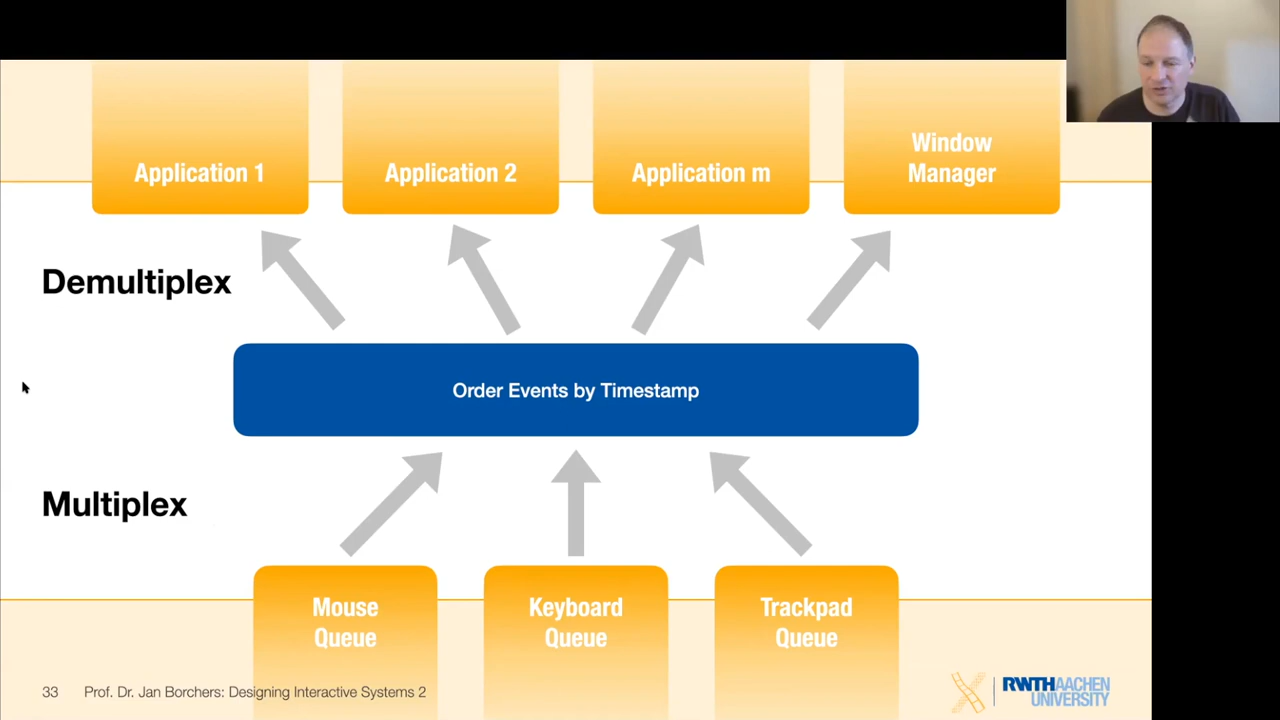 Application 1
Application 2
Application m
Window
Manager
Demultiplex
Order Events by Timestamp
Multiplex
Mouse
Queue
Keyboard
Queue
Trackpad
Queue
33 Prof. Dr. Jan Borchers: Designing Interactive Systems 2
RWTHAACHEN
UNIVERSITY